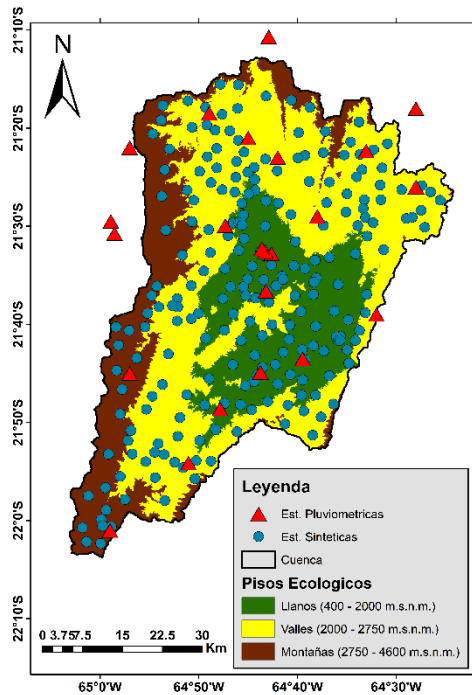 N
21°10'S
21°20'S
21°30'S
21°40'S
21°50'S
22°0'S
22°10'S
65°0'W
64°50'W
64°40'W
64°30'W
0 3.757.5 15 22.5 30
Km
Leyenda
Est. Pluviometricas
Est. Sinteticas
Cuenca
Pisos Ecologicos
Llanos (400 - 2000 m.s.n.m.)
Valles (2000 - 2750 m.s.n.m.)
Montañas (2750 - 4600 m.s.n.m.)